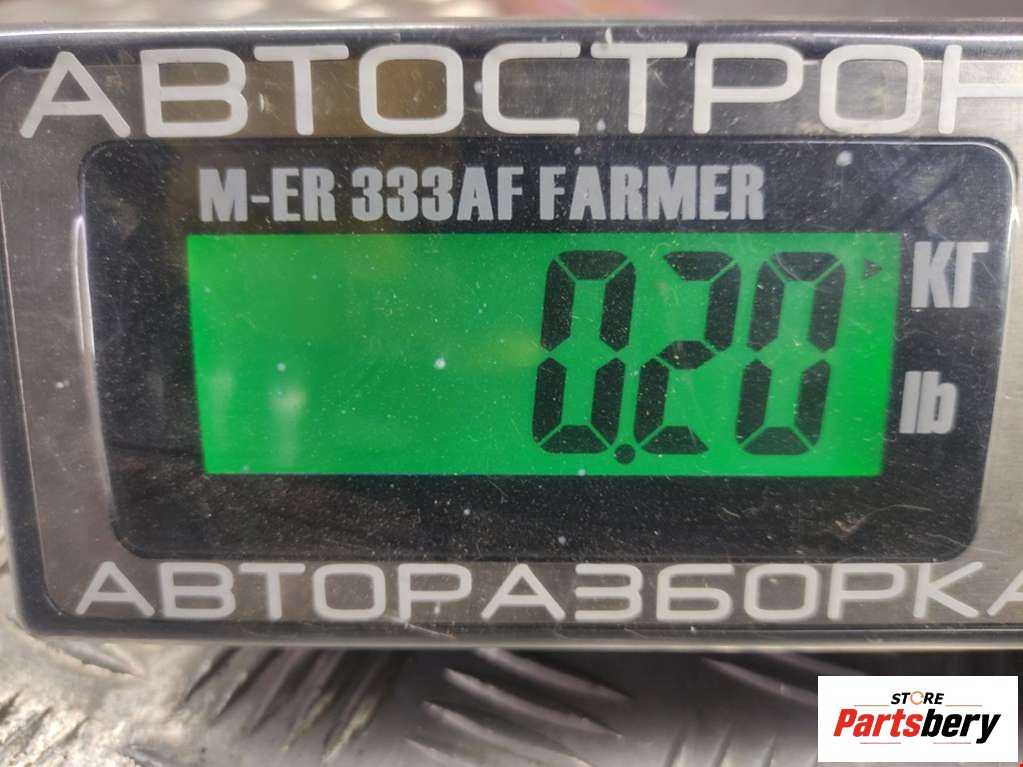 АВТОСТРОН
M-ER 333AF FARMER
0.20
КГ
lb
АВТОРАЗБОРКА
STORE
Partsbery